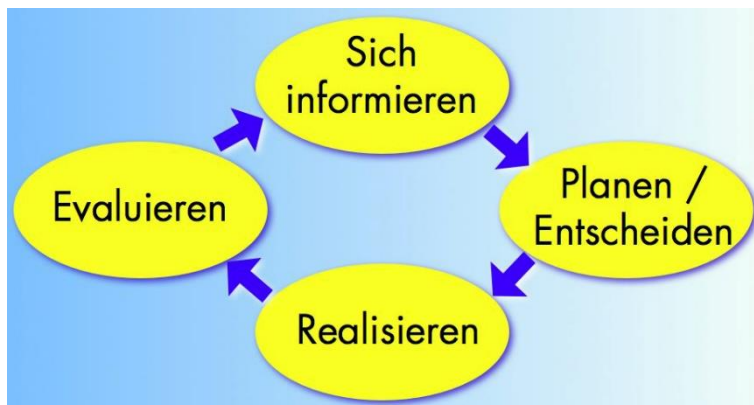 Sich
informieren
Planen /
Entscheiden
Realisieren
Evaluieren